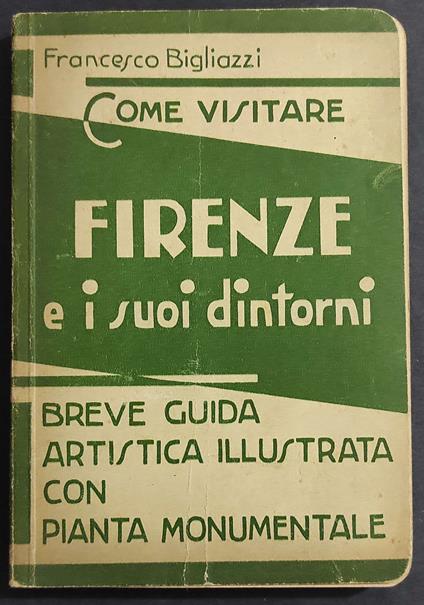 Francesco Bigliazzi
COME VISITARE
FIRENZE
e i suoi dintorni
BREVE GUIDA
ARTISTICA ILLUSTRATA
CON
PIANTA MONUMENTALE